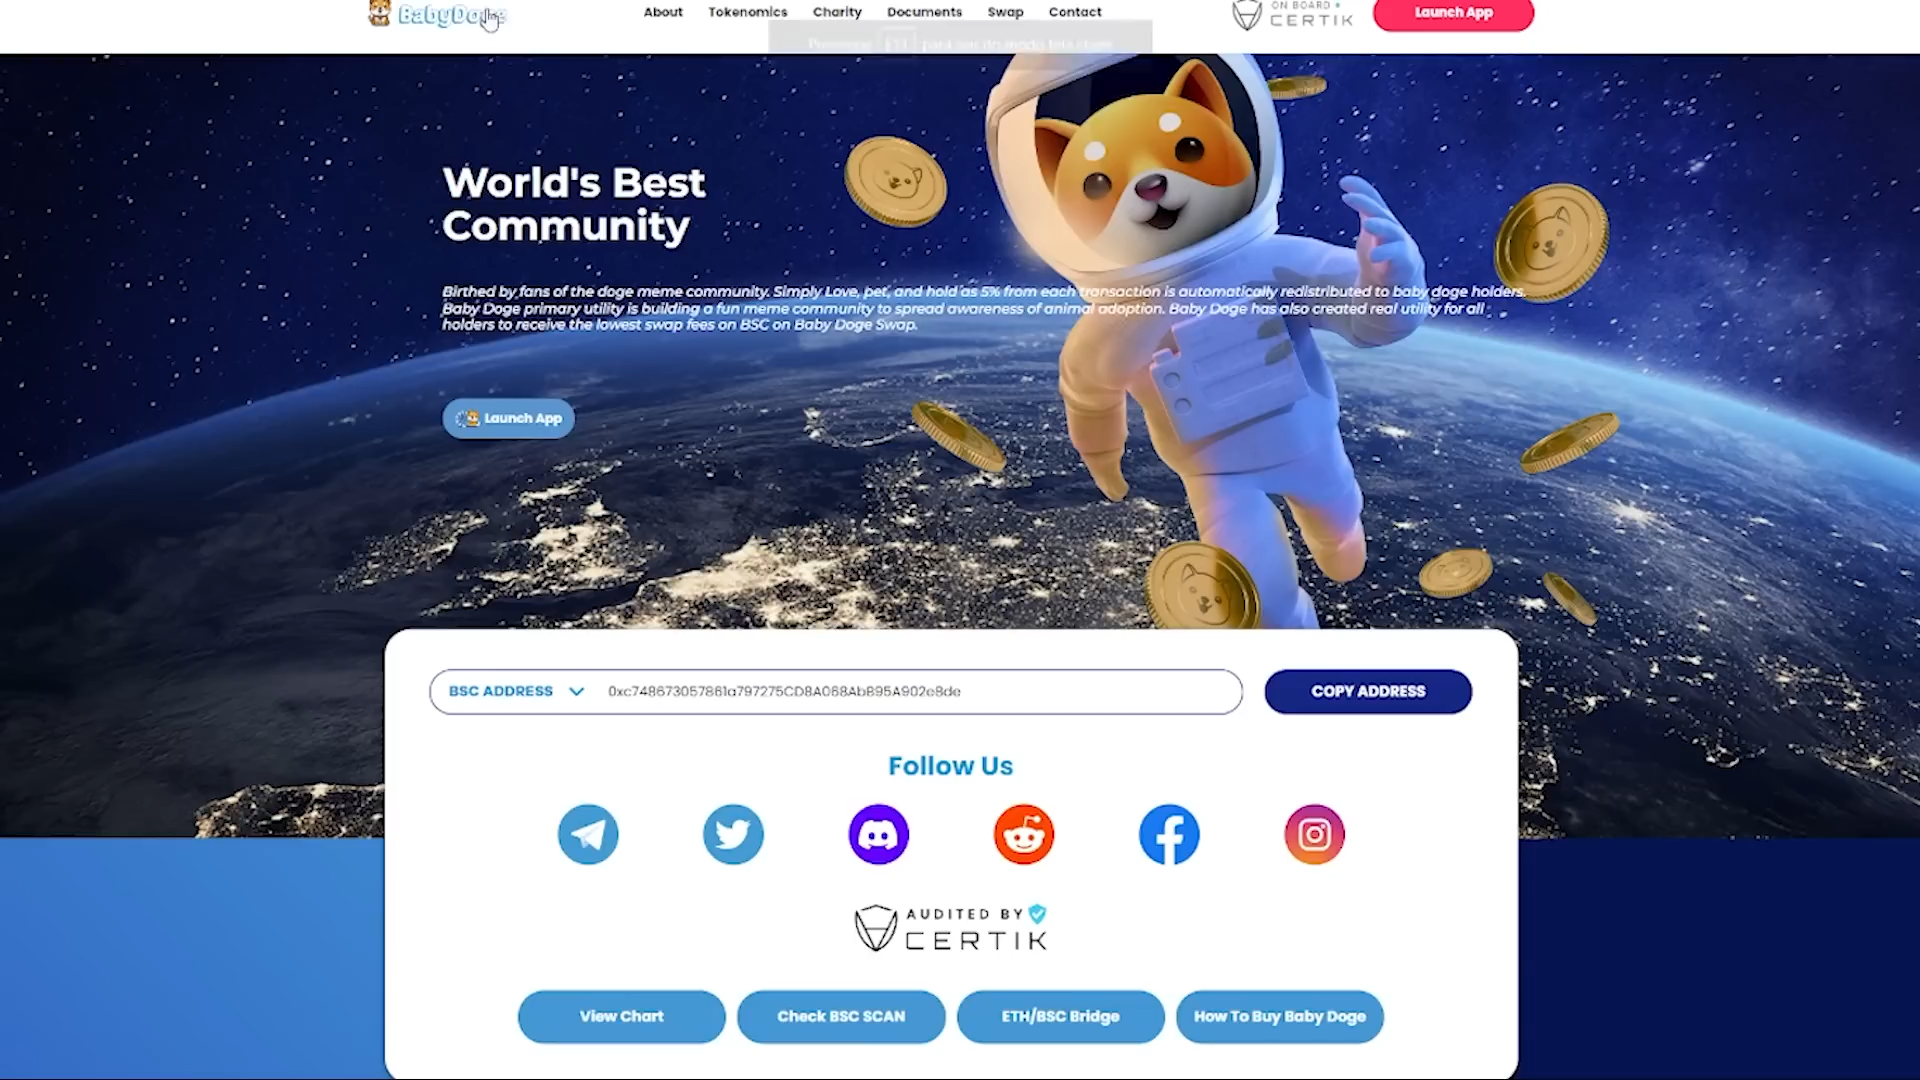 BabyDoge
About
Tokenomics
Charity
Documents
Swap
Contact
ON BOARD
CERTIK
Launch App
World's Best
Community
Birthed by fans of the doge meme community. Simply Love, pet, and hold as 5% from each transaction is automatically redistributed to baby doge holders.
Baby Doge primary utility is building a fun meme community to spread awareness of animal adoption. Baby Doge has also created real utility for all
holders to receive the lowest swap fees on BSC on Baby Doge Swap.
Launch App
BSC ADDRESS
0xc748673057861a797275CD8A068AbB95A902e8de
COPY ADDRESS
Follow Us
AUDITED BY
CERTIK
View Chart
Check BSC SCAN
ETH/BSC Bridge
How To Buy Baby Doge